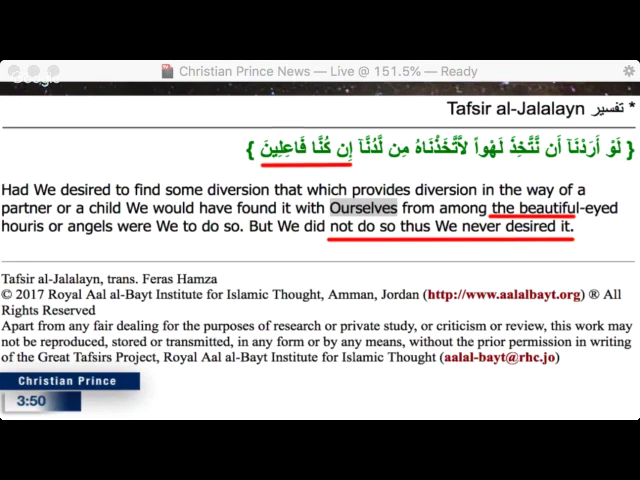 Christian Prince News — Live @ 151.5% — Ready
* تفسير Tafsir al-Jalalayn
{ لَوْ أَرَدْنَآ أَن نَّتَّخِذَ لَهْواً لاَّتَّخَذْنَاهُ مِن لَّدُنَّآ إِن كُنَّا فَاعِلِينَ }
Had We desired to find some diversion that which provides diversion in the way of a
partner or a child We would have found it with Ourselves from among the beautiful-eyed
houris or angels were We to do so. But We did not do so thus We never desired it.
Tafsir al-Jalalayn, trans. Feras Hamza
© 2017 Royal Aal al-Bayt Institute for Islamic Thought, Amman, Jordan (http://www.aalalbayt.org) ® All
Rights Reserved
Apart from any fair dealing for the purposes of research or private study, or criticism or review, this work may
not be reproduced, stored or transmitted, in any form or by any means, without the prior permission in writing
of the Great Tafsirs Project, Royal Aal al-Bayt Institute for Islamic Thought (aalal-bayt@rhc.jo)
Christian Prince
3:50